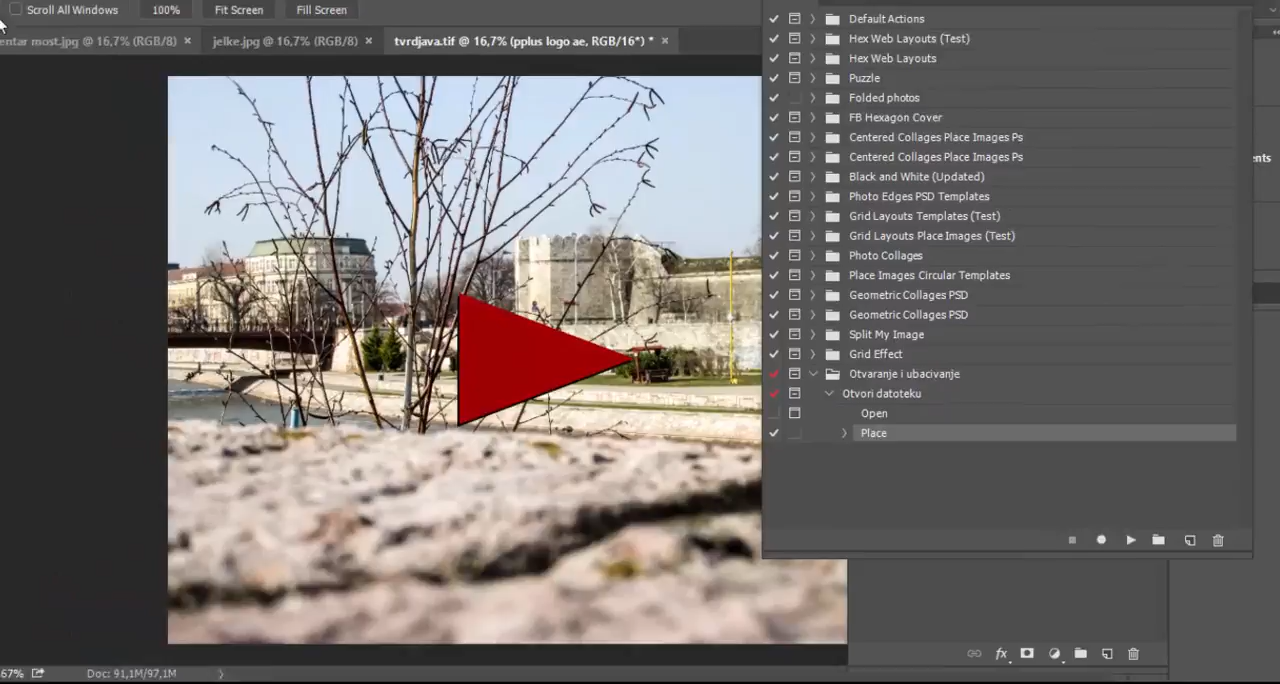 Scroll All Windows 100% Fit Screen Fill Screen
entar most.jpg @ 16,7% (RGB/8) × jelke.jpg @ 16,7% (RGB/8) × tvrdjava.tif @ 16,7% (pplus logo ae, RGB/16*) * ×
Default Actions
Hex Web Layouts (Test)
Hex Web Layouts
Puzzle
Folded photos
FB Hexagon Cover
Centered Collages Place Images Ps
Centered Collages Place Images Ps
Black and White (Updated)
Photo Edges PSD Templates
Grid Layouts Templates (Test)
Grid Layouts Place Images (Test)
Photo Collages
Place Images Circular Templates
Geometric Collages PSD
Geometric Collages PSD
Split My Image
Grid Effect
Otvaranje i ubacivanje
Otvori datoteku
Open
Place
ents
fx
67% Doc: 91,1M/97,1M